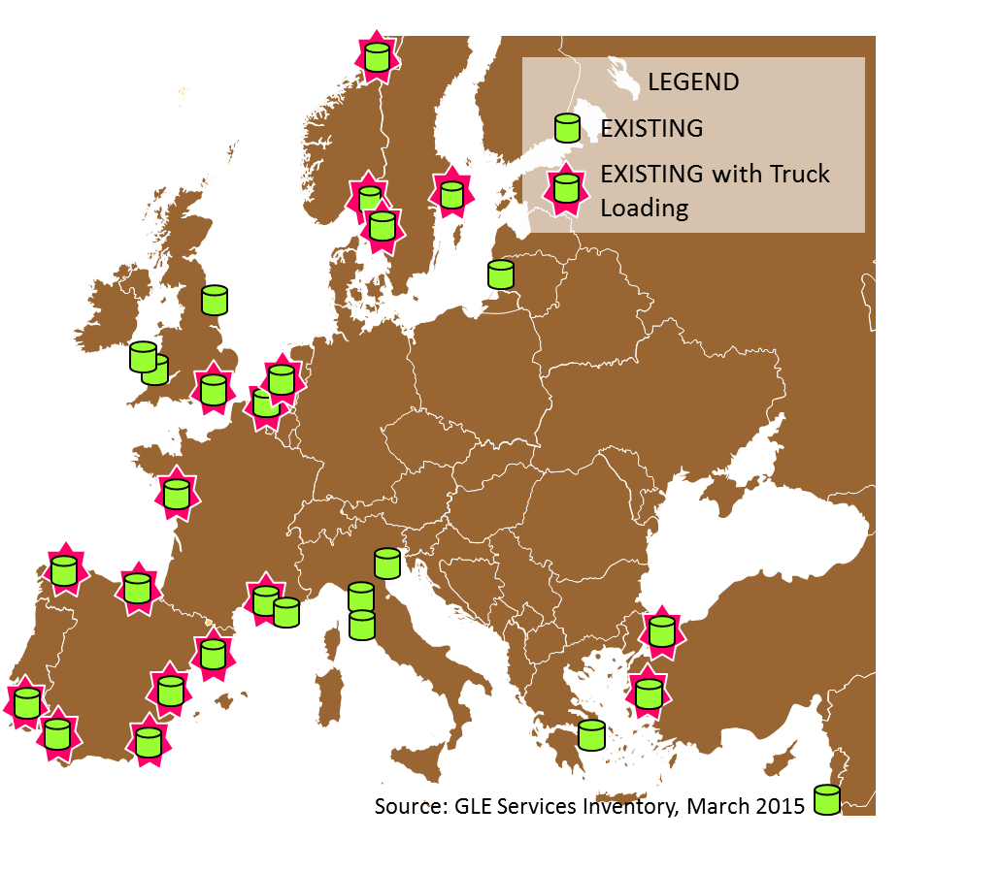 LEGEND
EXISTING
EXISTING with Truck
Loading
Source: GLE Services Inventory, March 2015